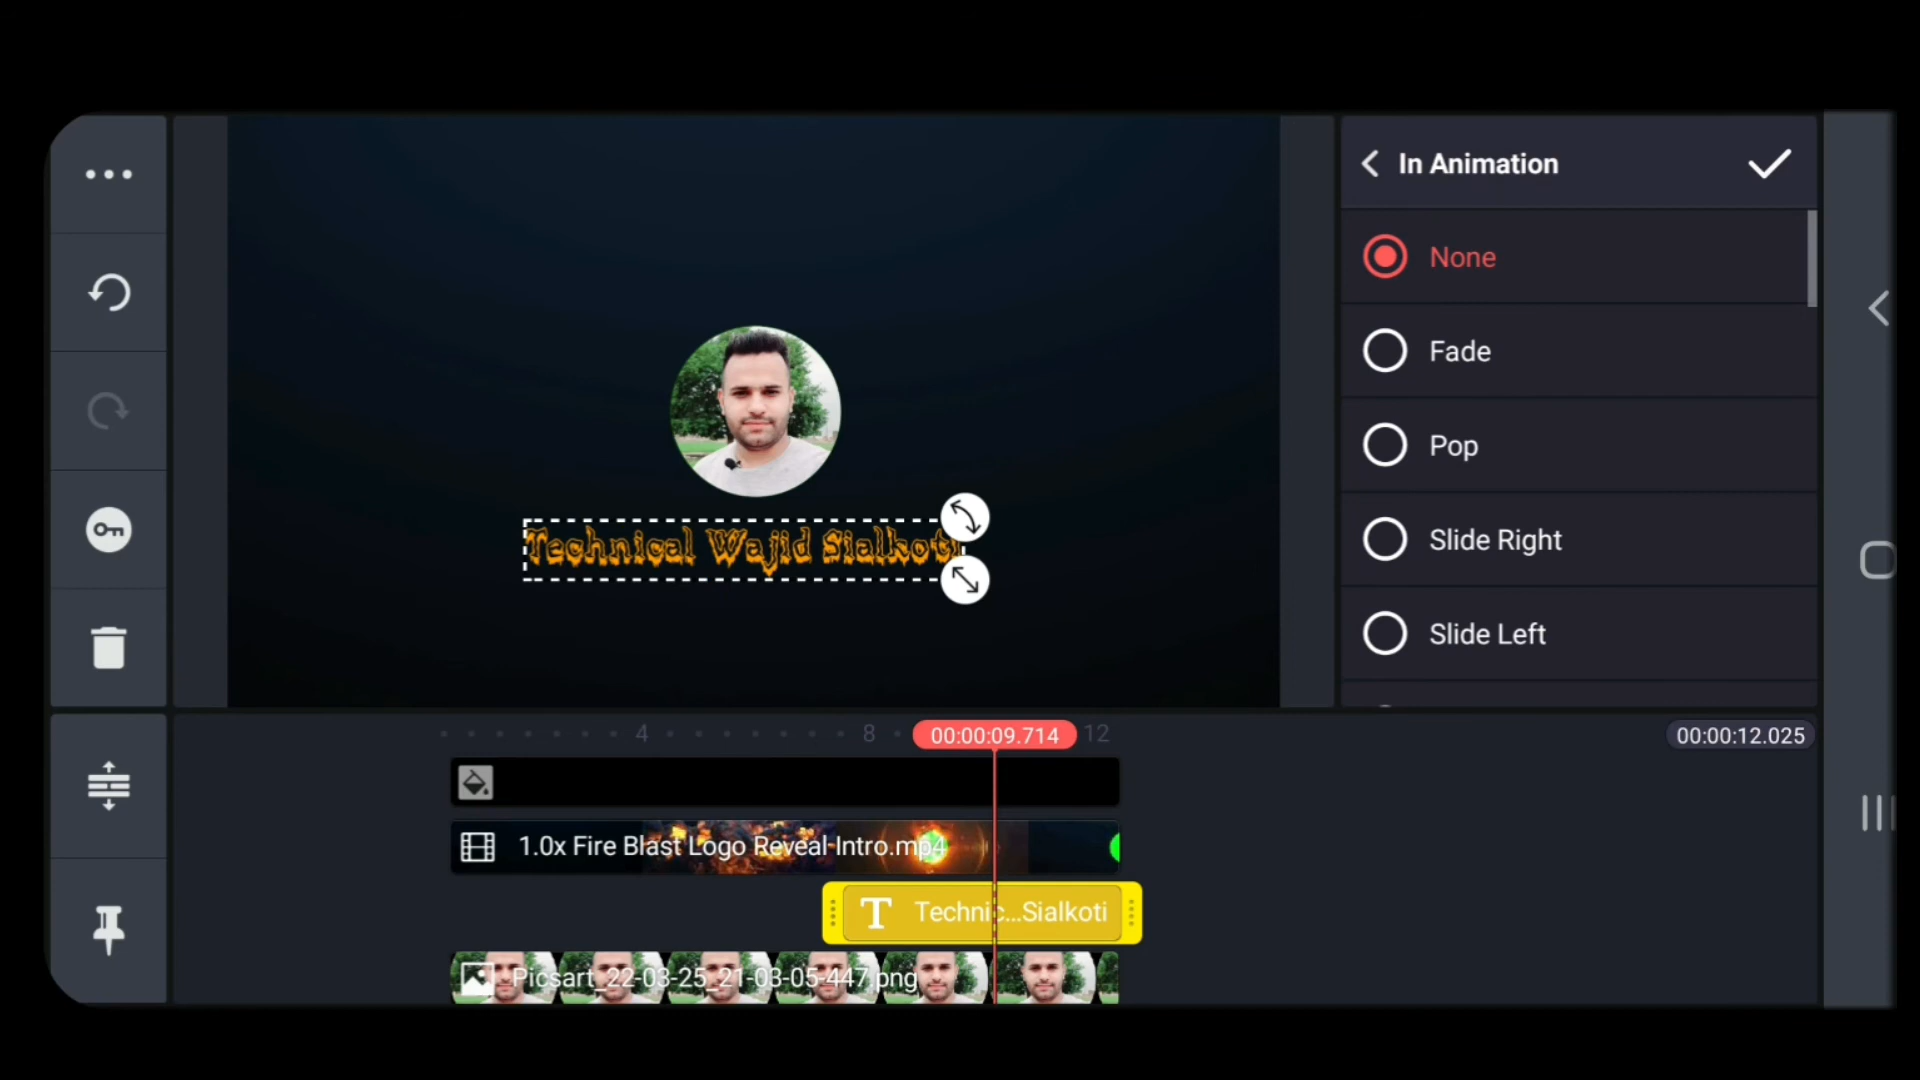 In Animation
None
Fade
Pop
Slide Right
Slide Left
Technical Wajid Sialkoti
4
8
00:00:09.714
12
00:00:12.025
1.0x Fire Blast Logo Reveal Intro.mp4
T
Technic...Sialkoti
Picsart_22-03-25_21-03-05-447.png